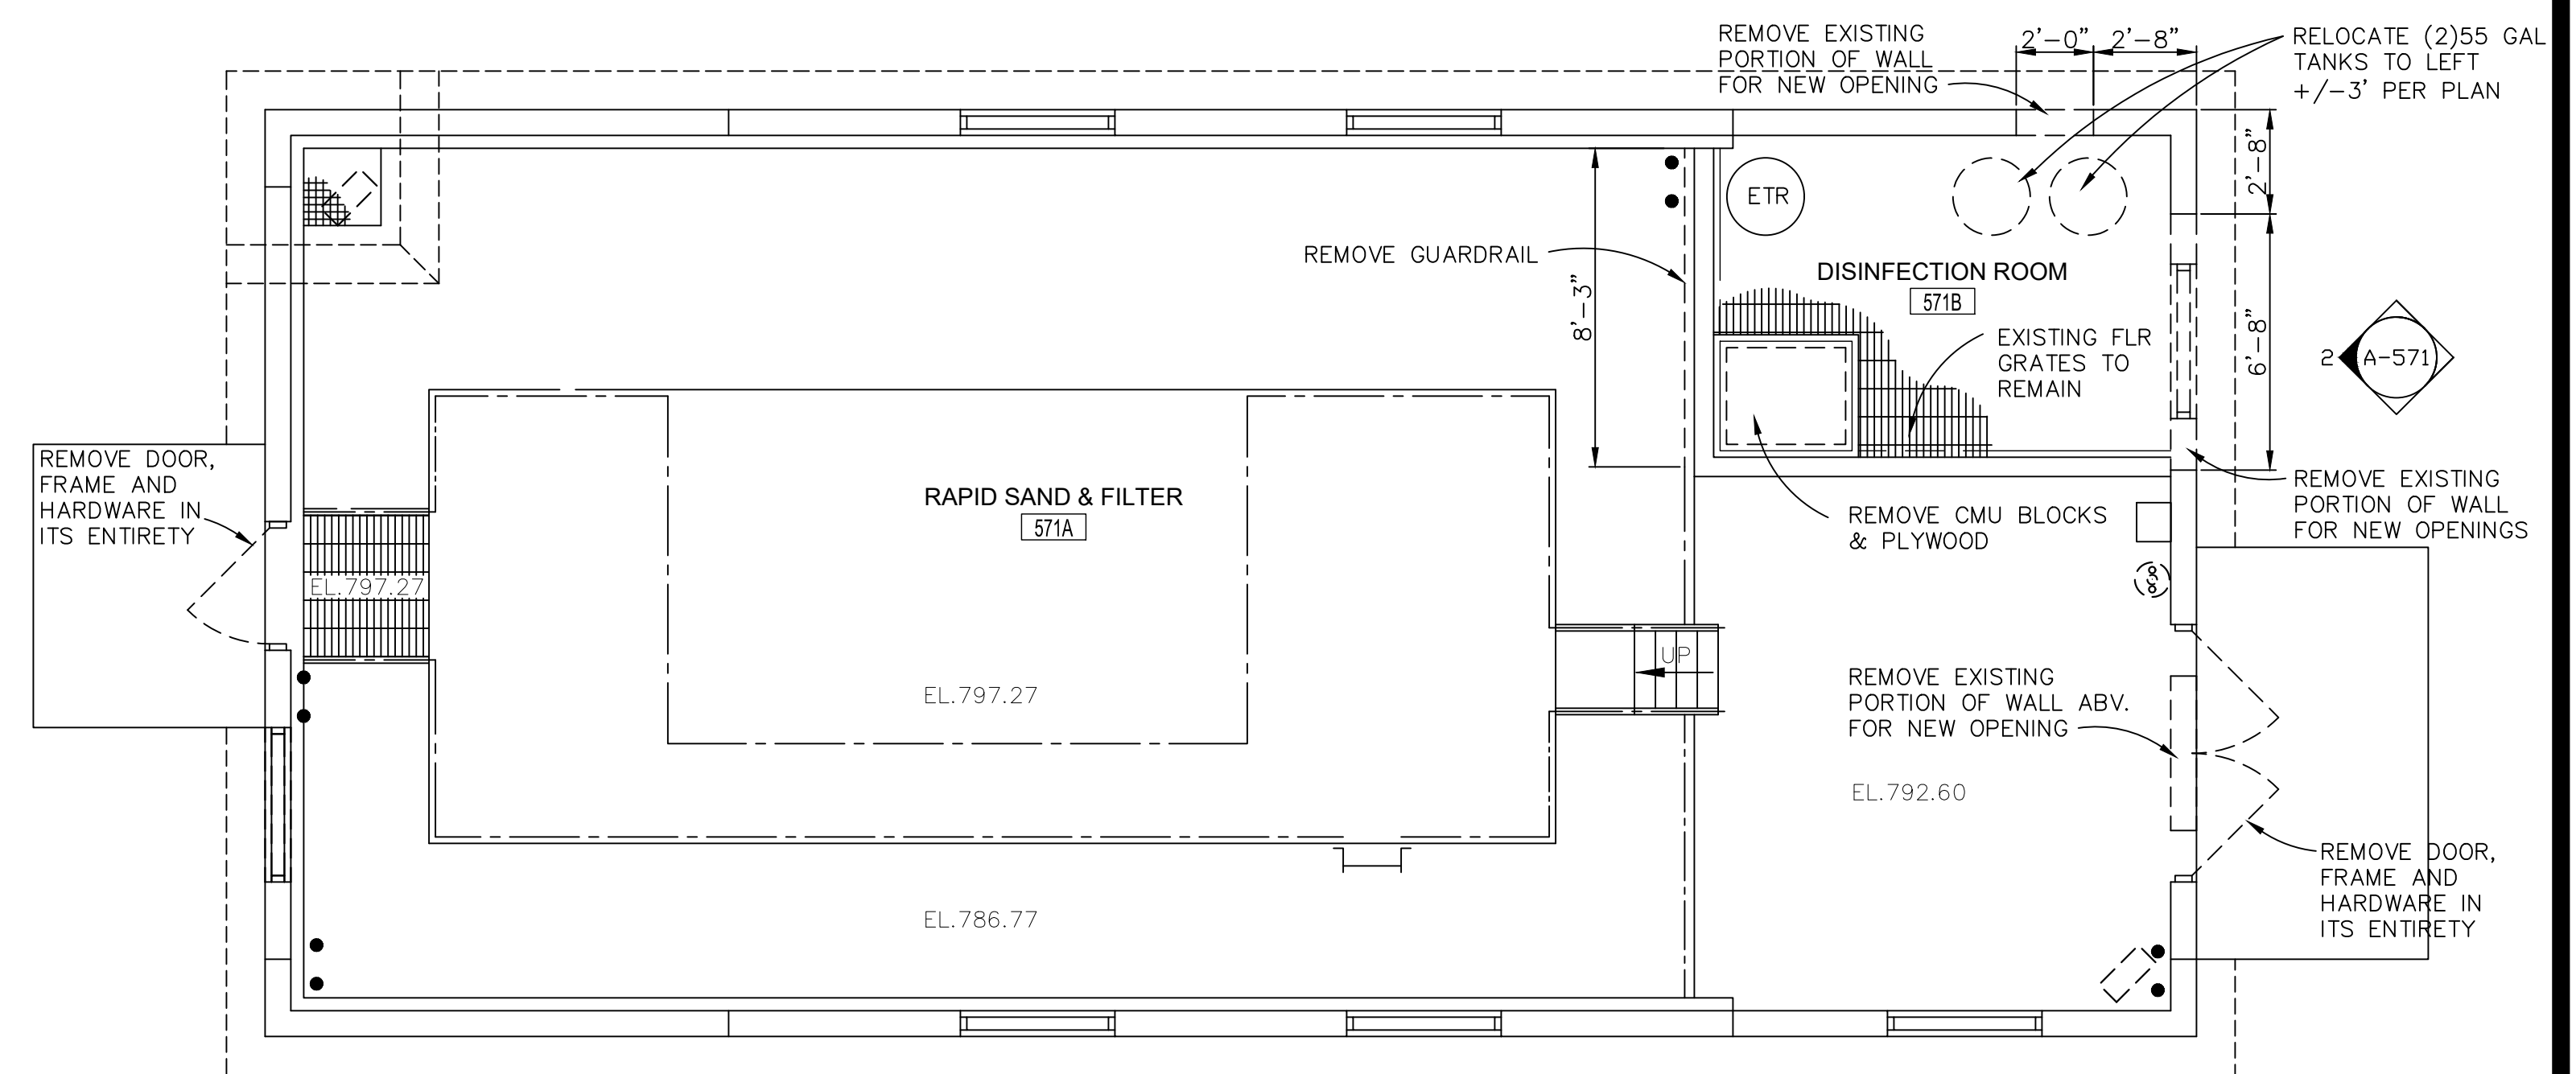 REMOVE EXISTING
PORTION OF WALL
FOR NEW OPENING
2'-0"
2'-8"
RELOCATE (2)55 GAL
TANKS TO LEFT
+/-3' PER PLAN
2'-8"
ETR
REMOVE GUARDRAIL
8'-3"
DISINFECTION ROOM
571B
EXISTING FLR
GRATES TO
REMAIN
6'-8"
2
A-571
REMOVE DOOR,
FRAME AND
HARDWARE IN
ITS ENTIRETY
RAPID SAND & FILTER
571A
REMOVE CMU BLOCKS
& PLYWOOD
REMOVE EXISTING
PORTION OF WALL
FOR NEW OPENINGS
EL.797.27
UP
EL.797.27
REMOVE EXISTING
PORTION OF WALL ABV.
FOR NEW OPENING
EL.792.60
REMOVE DOOR,
FRAME AND
HARDWARE IN
ITS ENTIRETY
EL.786.77